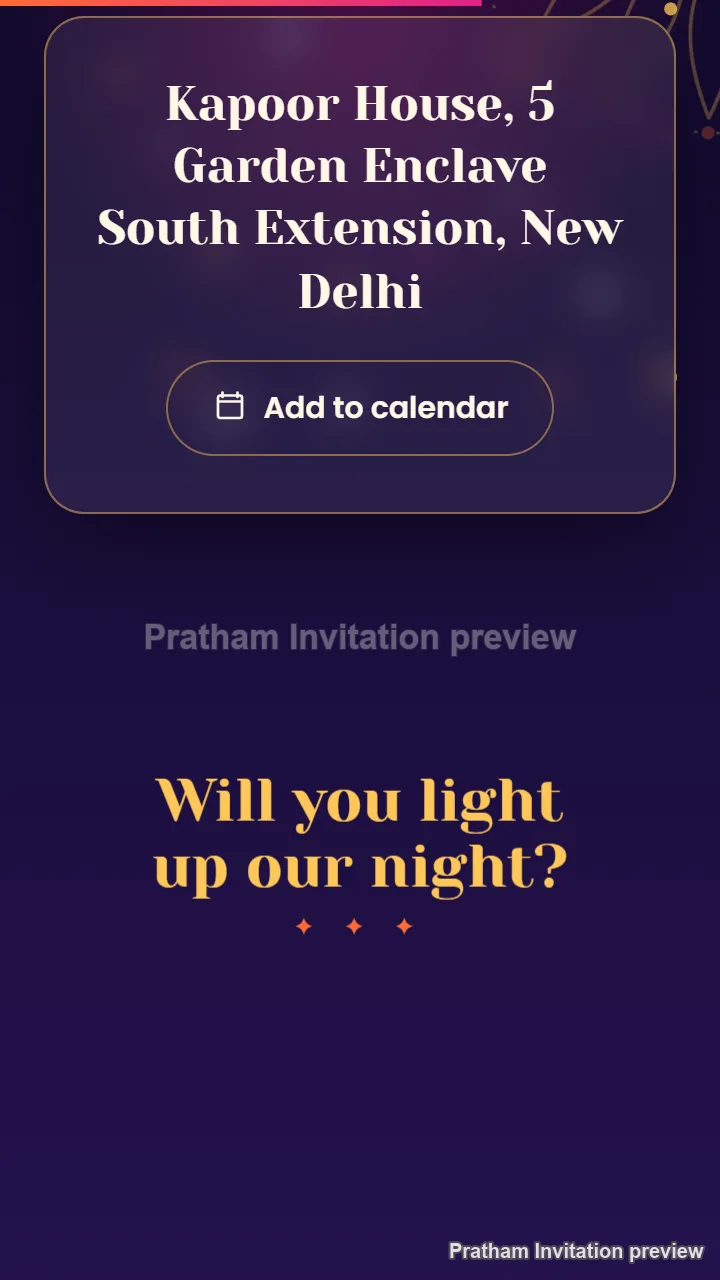 Kapoor House, 5
Garden Enclave
South Extension, New
Delhi
Add to calendar
Pratham Invitation preview
Will you light
up our night?
Pratham Invitation preview